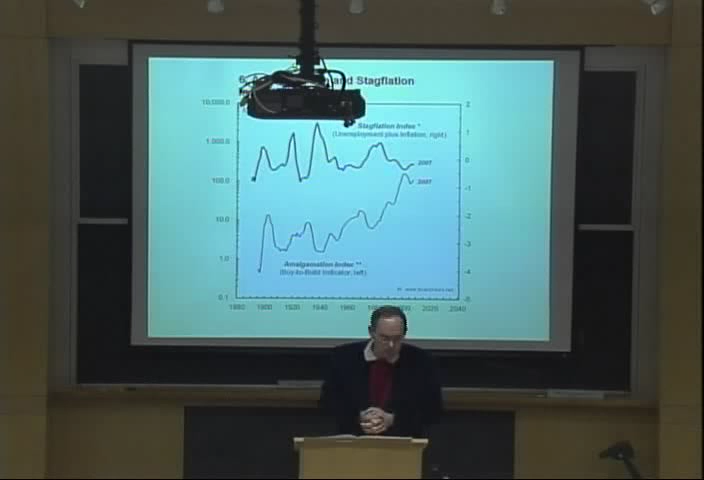 6. A and Stagflation
10,000.0
1,000.0
100.0
10.0
1.0
0.1
2
1
0
-1
-2
-3
-4
-5
Stagflation Index *
(Unemployment plus Inflation, right)
2007
2007
Amalgamation Index **
(Buy-to-Build Indicator, left)
1880 1900 1920 1940 1960 2020 2040